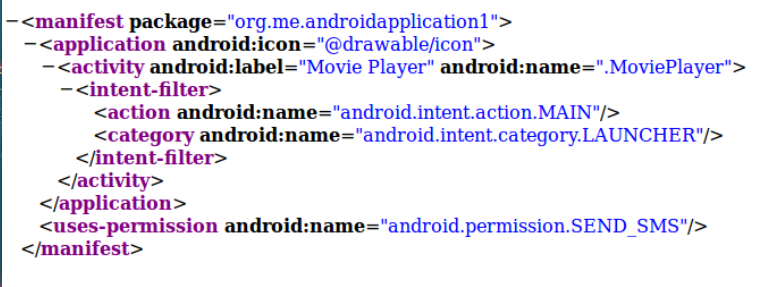 −<manifest package="org.me.androidapplication1">
−<application android:icon="@drawable/icon">
−<activity android:label="Movie Player" android:name=".MoviePlayer">
−<intent-filter>
<action android:name="android.intent.action.MAIN"/>
<category android:name="android.intent.category.LAUNCHER"/>
</intent-filter>
</activity>
</application>
<uses-permission android:name="android.permission.SEND_SMS"/>
</manifest>